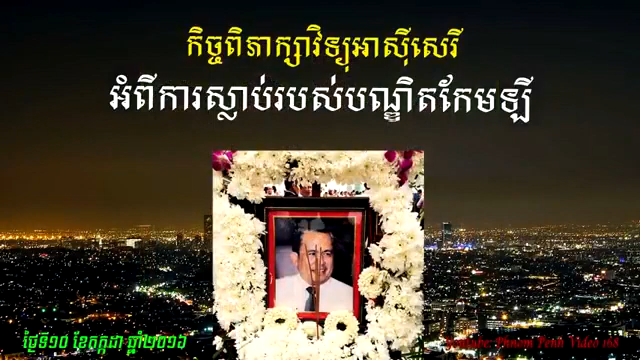 កិច្ចពិភាក្សាវិទ្យុអាស៊ីសេរី
អំពីការស្លាប់របស់បណ្ឌិតកែមឡី
ថ្ងៃទី១០ ខែតក្កដា ឆ្នាំ២០១៦
Youtube: Phnom Penh Video 168